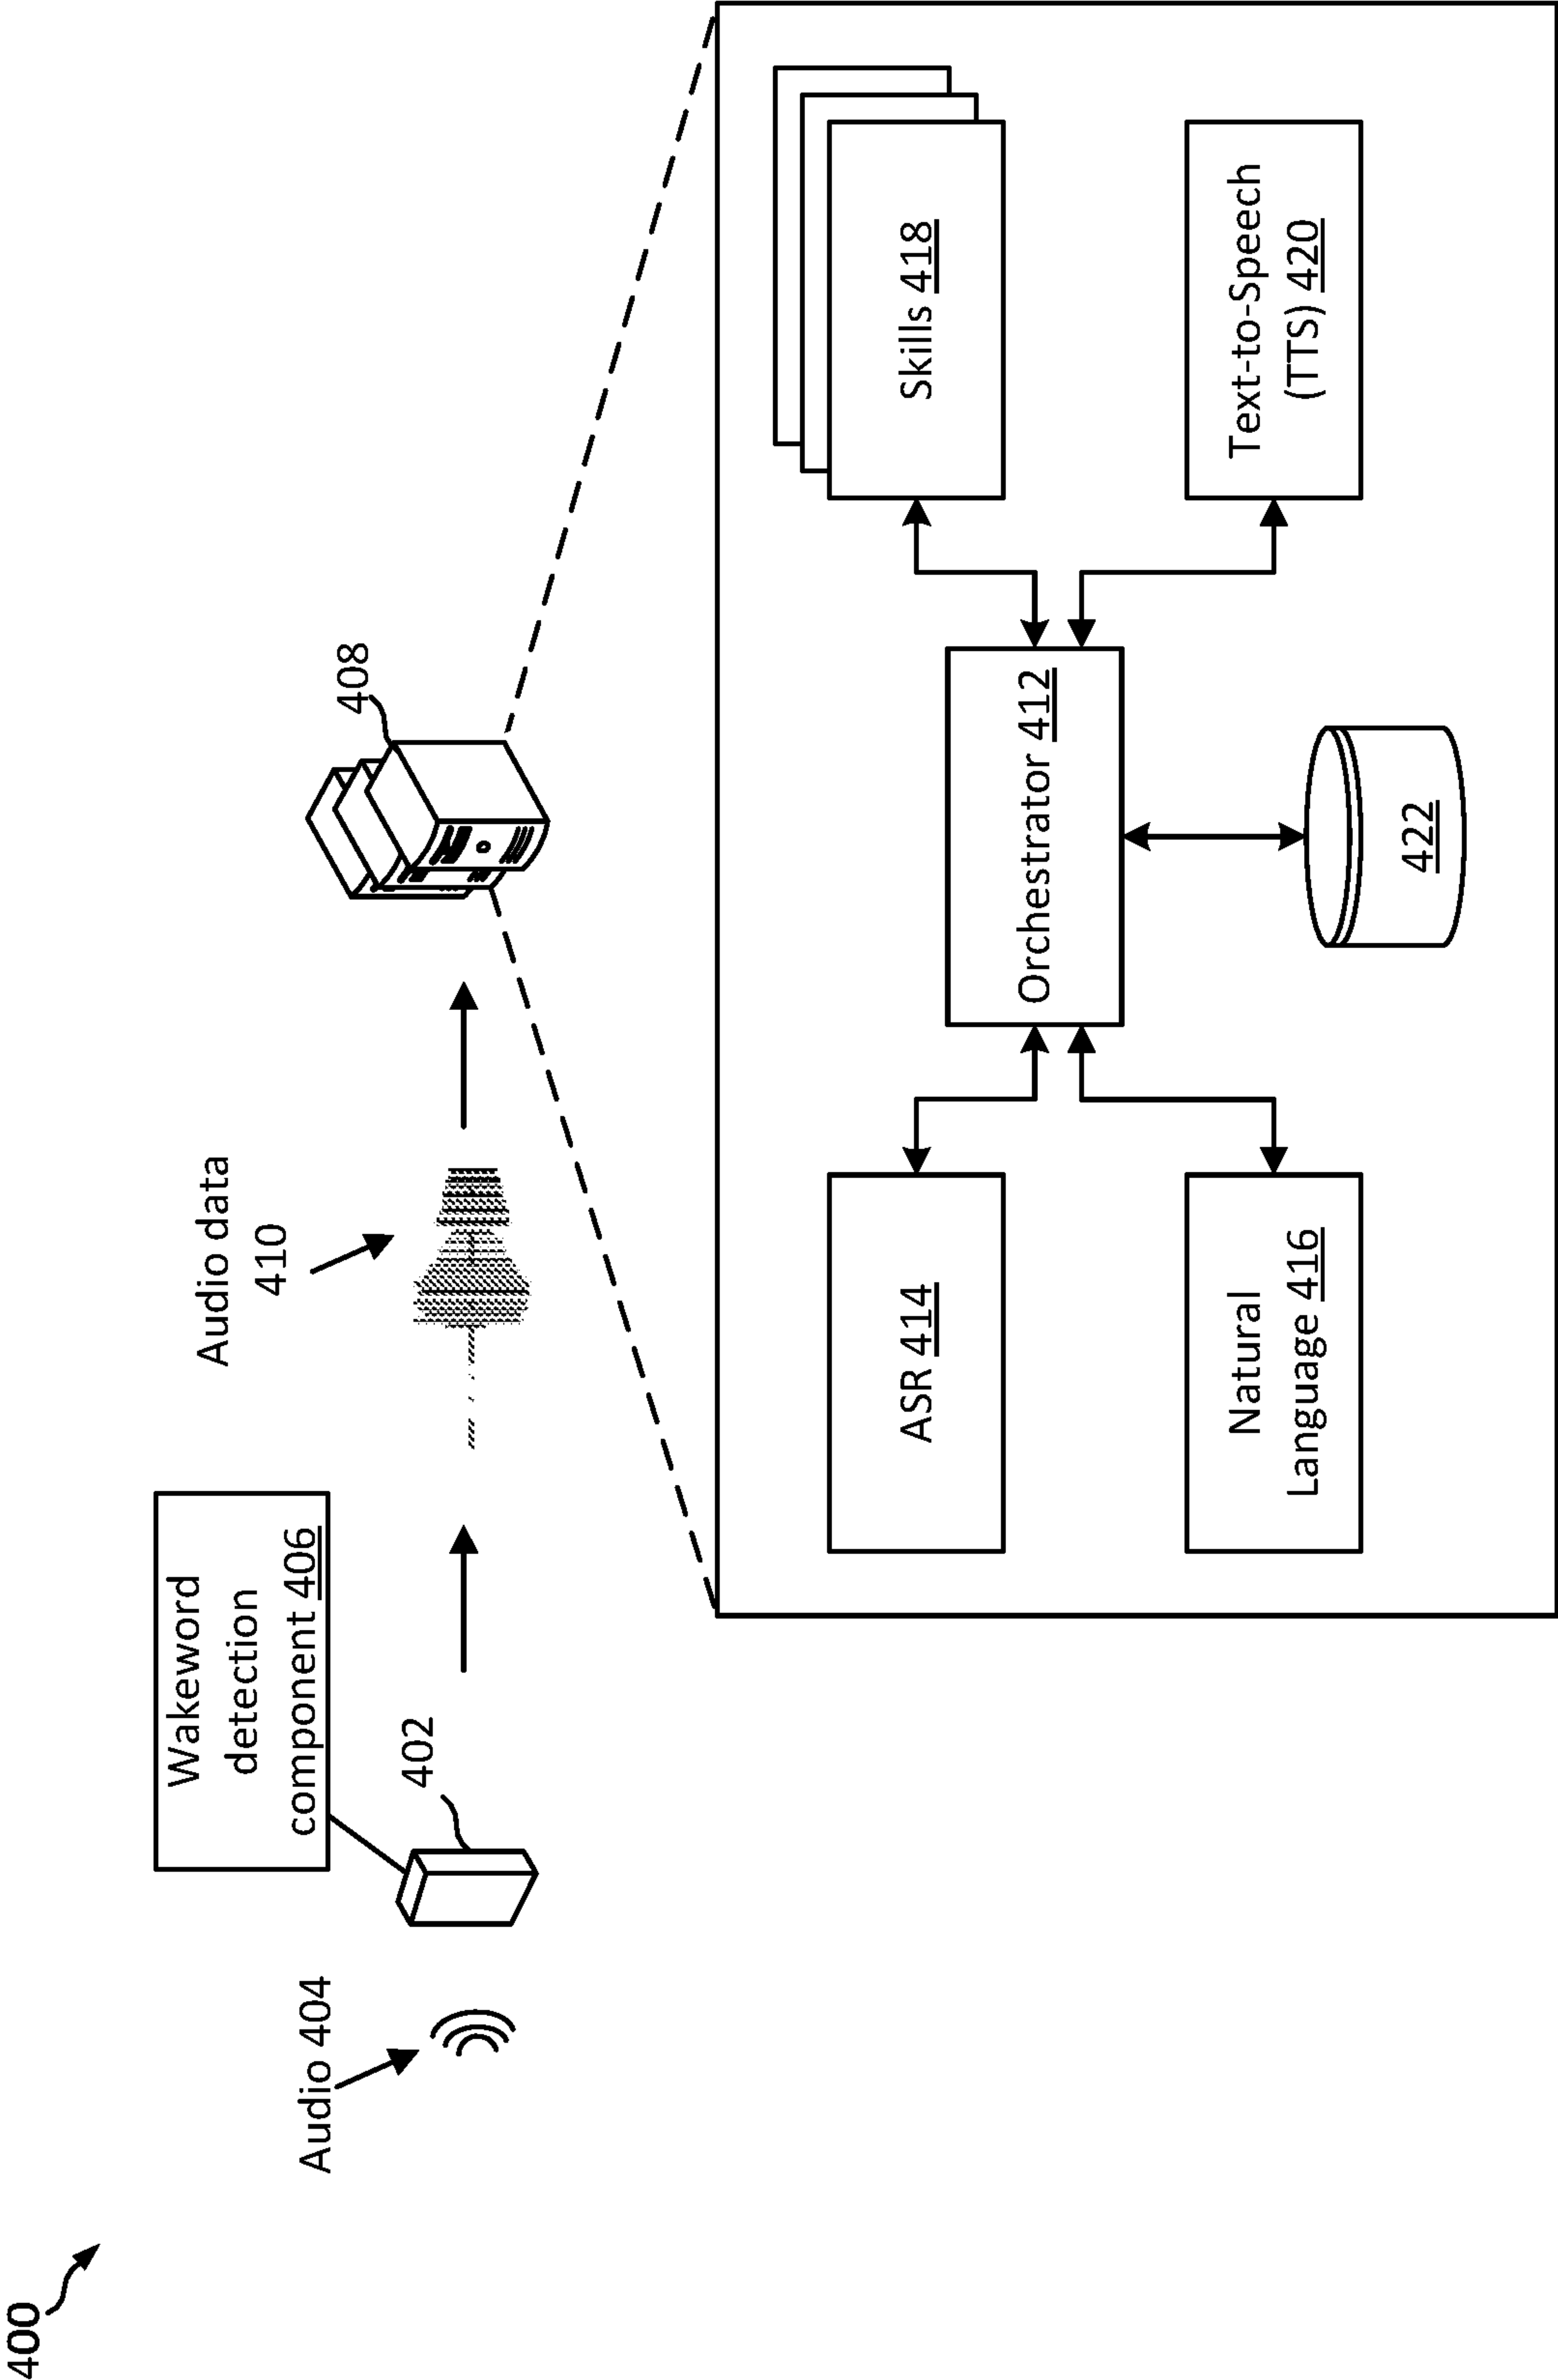 400
Audio 404
Wakeword
detection
component 406
402
Audio data
410
408
ASR 414
Natural
Language 416
Orchestrator 412
422
Skills 418
Text-to-Speech
(TTS) 420